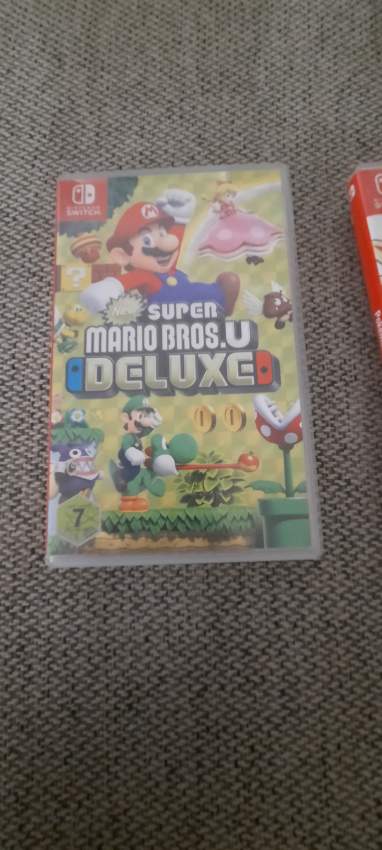 NINTENDO
SWITCH
M
?
New
SUPER
MARIO BROS. U
DELUXE
7